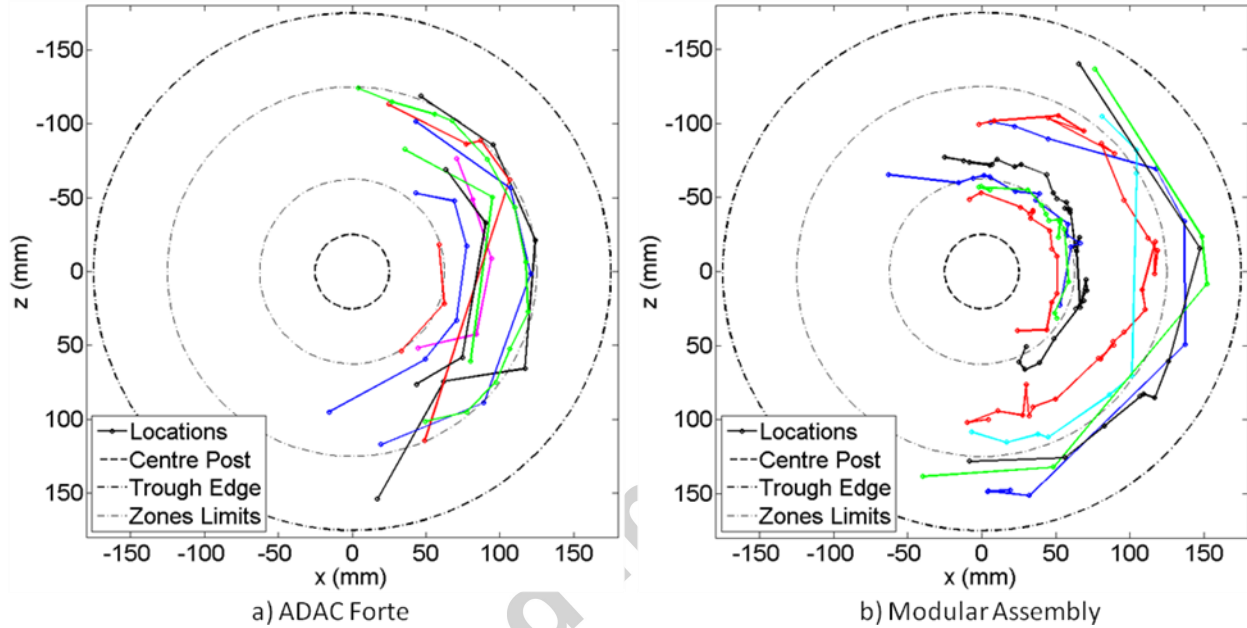 -150
-100
-50
0
50
100
150
z (mm)
Locations
Centre Post
Trough Edge
Zones Limits
-150 -100 -50 0 50 100 150
x (mm)
a) ADAC Forte
-150
-100
-50
0
50
100
150
z (mm)
Locations
Centre Post
Trough Edge
Zones Limits
-150 -100 -50 0 50 100 150
x (mm)
b) Modular Assembly